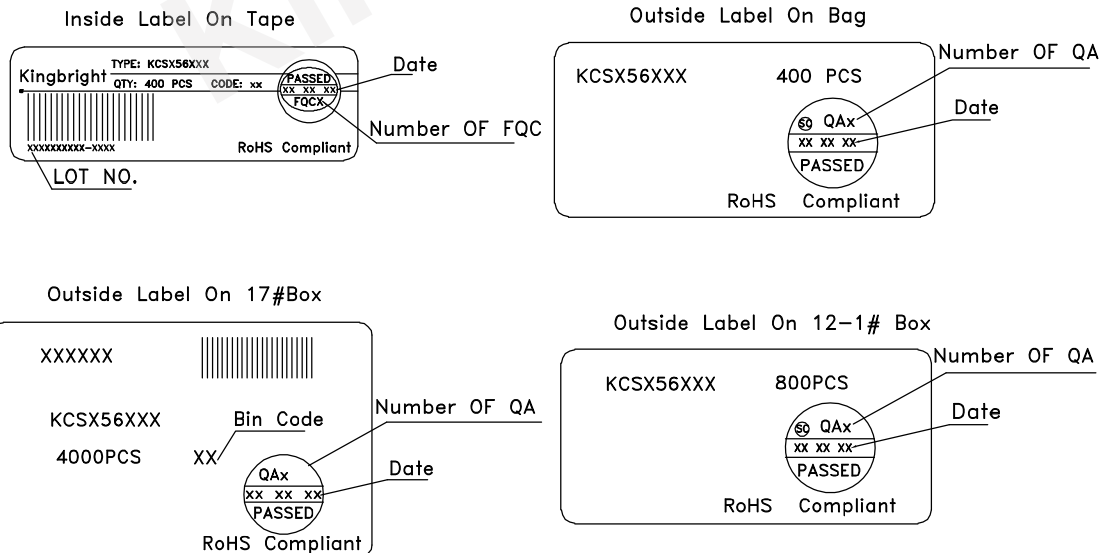 Inside Label On Tape
TYPE: KCSX56XXX
Kingbright
QTY: 400 PCS CODE: xx
PASSED
XX XX XX
FQCX
Date
Number OF FQC
xxxxxxxxxx-xxxx
RoHS Compliant
LOT NO.
Outside Label On Bag
KCSX56XXX 400 PCS
Number OF QA
SC QAx
Date
XX XX XX
PASSED
RoHS Compliant
Outside Label On 17#Box
XXXXXX
KCSX56XXX
Bin Code
Number OF QA
4000PCS XX
QAx
Date
XX XX XX
PASSED
RoHS Compliant
Outside Label On 12-1# Box
KCSX56XXX 800PCS
Number OF QA
SC QAx
Date
XX XX XX
PASSED
RoHS Compliant